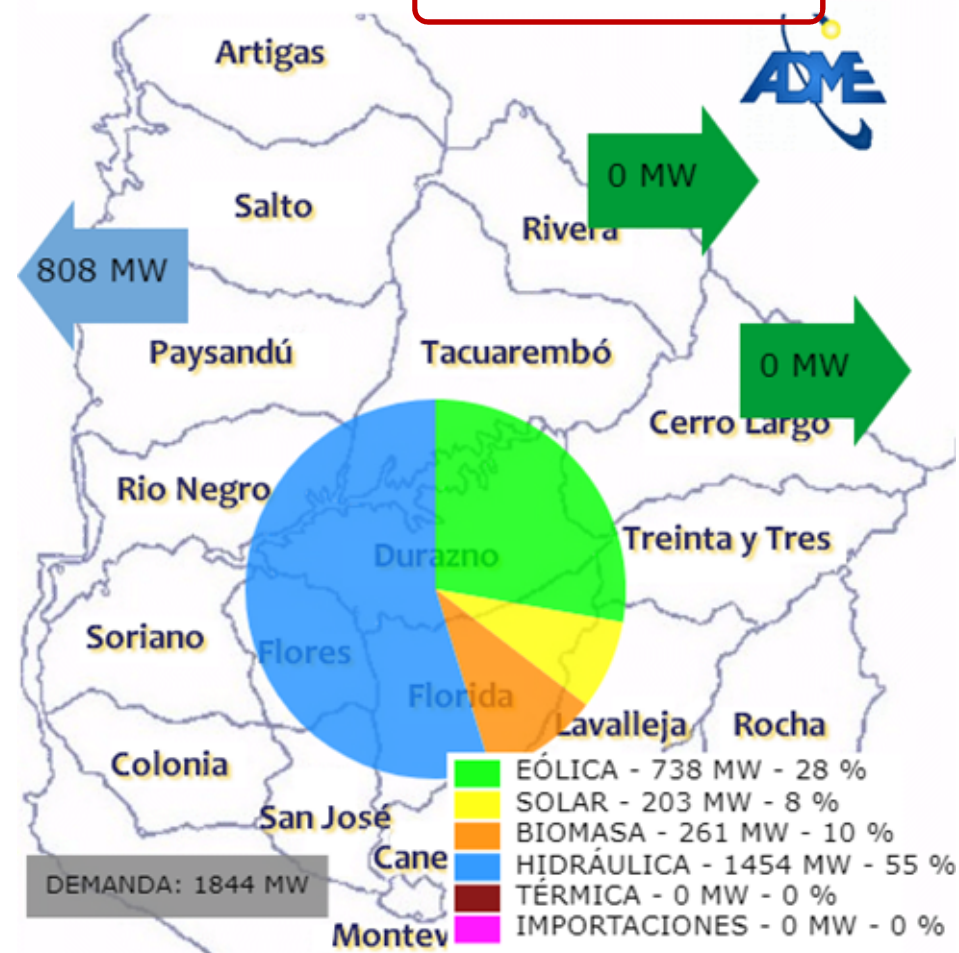 Artigas
ADME
0 MW
Salto
Rivera
808 MW
Paysandú
Tacuarembó
0 MW
Cerro Largo
Rio Negro
Treinta y Tres
Durazno
Soriano
Flores
Florida
Lavalleja
Rocha
Colonia
EÓLICA - 738 MW - 28 %
SOLAR - 203 MW - 8 %
San José
BIOMASA - 261 MW - 10 %
Cane
HIDRÁULICA - 1454 MW - 55 %
DEMANDA: 1844 MW
TÉRMICA - 0 MW - 0 %
Montev
IMPORTACIONES - 0 MW - 0 %